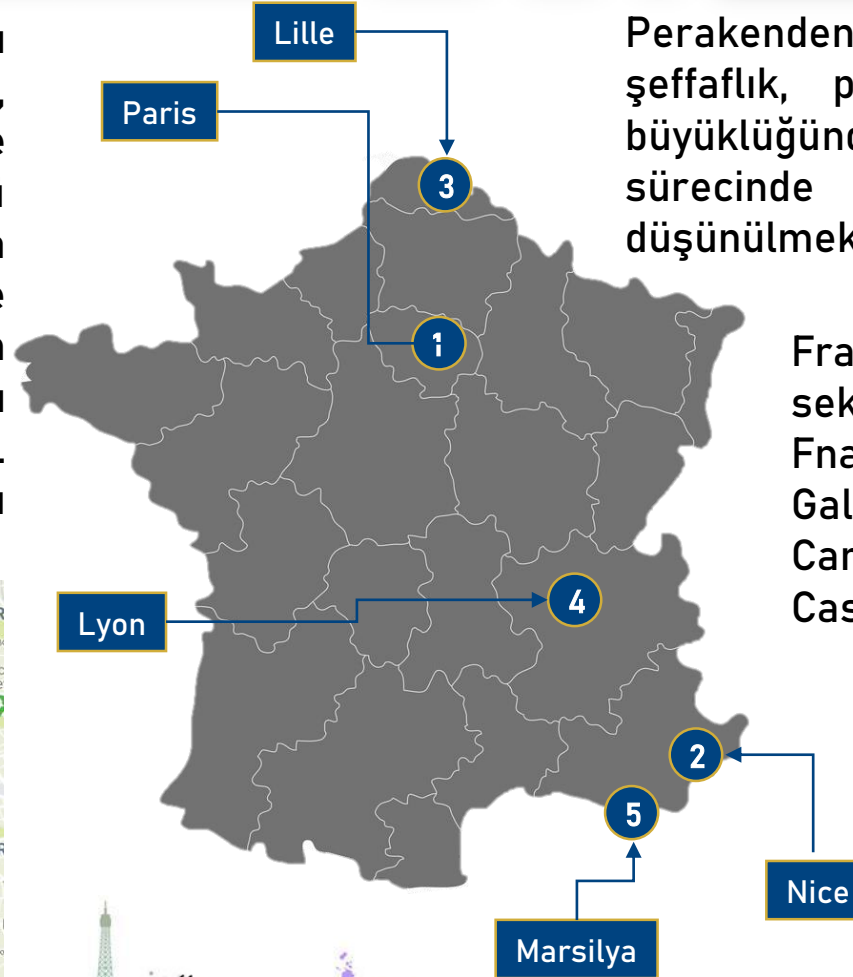 Lille
Paris
3
1
Lyon
4
2
5
Nice
Marsilya
Perakenden
şeffaflık, p
büyüklüğünd
sürecinde
düşünülmek
Fra
sek
Fna
Gal
Car
Cas